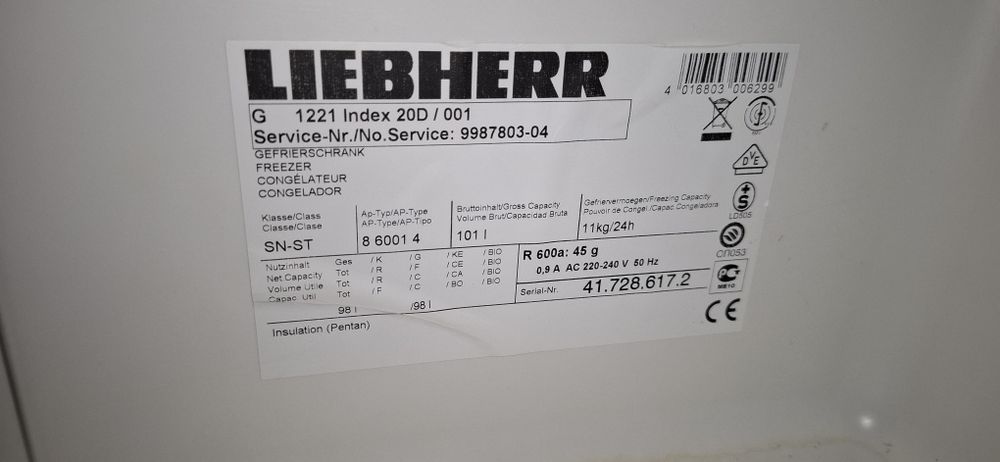 LIEBHERR
4 016803 006299
G 1221 Index 20D / 001
Service-Nr./No.Service: 9987803-04
GEFRIERSCHRANK
FREEZER
CONGÉLATEUR
CONGELADOR
Klasse/Class
Classe/Clase
SN-ST
Ap-Typ/AP-Type
AP-Type/AP-Tipo
8 6001 4
Bruttoinhalt/Gross Capacity
Volume Brut/Capacidad Bruta
101 l
Gefriervermoegen/Freezing Capacity
Pouvoir de Congel./Capac.Congeladora
11kg/24h
Nutzinhalt Ges / K / G / KE / BIO
Net Capacity Tot / R / F / CE / BIO
Volume Utile Tot / R / C / CA / BIO
Capac. Util Tot / F / C / BO / BIO
98 l /98 l
R 600a: 45 g
0,9 A AC 220-240 V 50 Hz
Serial-Nr. 41.728.617.2
Insulation (Pentan)
DVE
S
LD505
ОП053
МЕ10
CE